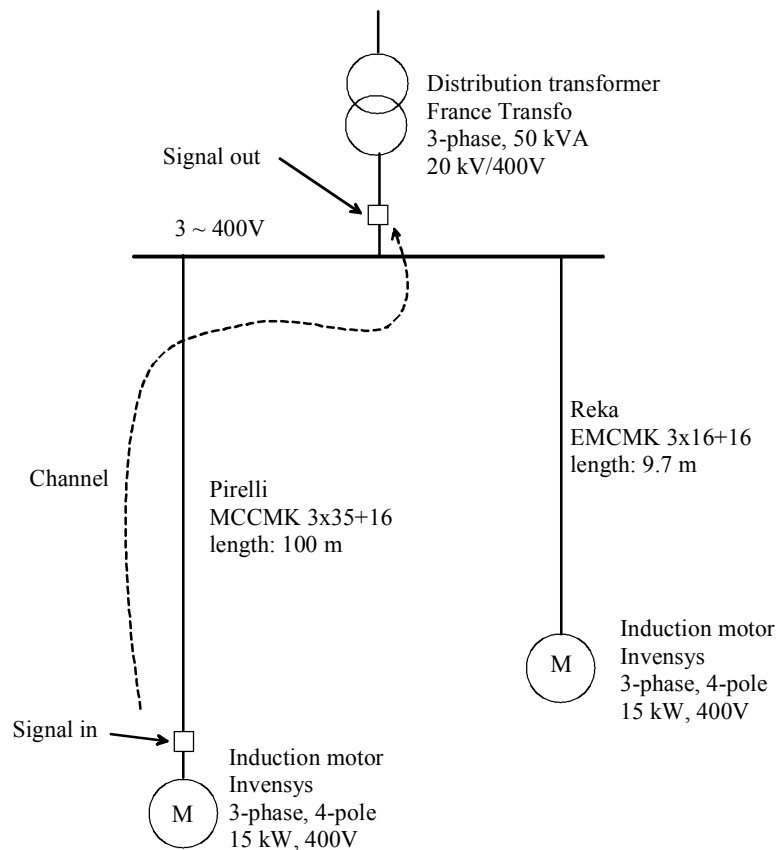 Distribution transformer
France Transfo
3-phase, 50 kVA
20 kV/400V
Signal out
3 ~ 400V
Reka
EMCMK 3x16+16
length: 9.7 m
Channel
Pirelli
MCCMK 3x35+16
length: 100 m
Induction motor
Invensys
3-phase, 4-pole
15 kW, 400V
M
Signal in
Induction motor
Invensys
3-phase, 4-pole
15 kW, 400V
M